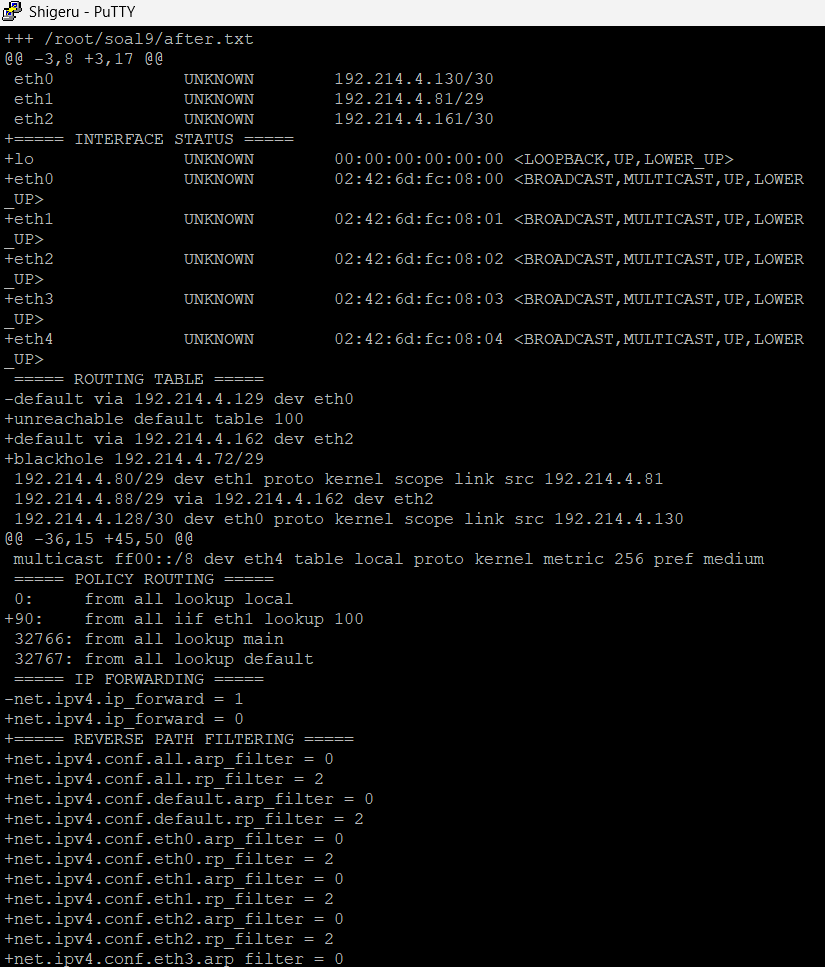 Shigeru - PuTTY
+++ /root/soal9/after.txt
@@ -3,8 +3,17 @@
 eth0             UNKNOWN        192.214.4.130/30
 eth1             UNKNOWN        192.214.4.81/29
 eth2             UNKNOWN        192.214.4.161/30
+===== INTERFACE STATUS =====
+lo               UNKNOWN        00:00:00:00:00:00 <LOOPBACK,UP,LOWER_UP>
+eth0             UNKNOWN        02:42:6d:fc:08:00 <BROADCAST,MULTICAST,UP,LOWER
_UP>
+eth1             UNKNOWN        02:42:6d:fc:08:01 <BROADCAST,MULTICAST,UP,LOWER
_UP>
+eth2             UNKNOWN        02:42:6d:fc:08:02 <BROADCAST,MULTICAST,UP,LOWER
_UP>
+eth3             UNKNOWN        02:42:6d:fc:08:03 <BROADCAST,MULTICAST,UP,LOWER
_UP>
+eth4             UNKNOWN        02:42:6d:fc:08:04 <BROADCAST,MULTICAST,UP,LOWER
_UP>
 ===== ROUTING TABLE =====
-default via 192.214.4.129 dev eth0
+unreachable default table 100
+default via 192.214.4.162 dev eth2
+blackhole 192.214.4.72/29
 192.214.4.80/29 dev eth1 proto kernel scope link src 192.214.4.81
 192.214.4.88/29 via 192.214.4.162 dev eth2
 192.214.4.128/30 dev eth0 proto kernel scope link src 192.214.4.130
@@ -36,15 +45,50 @@
 multicast ff00::/8 dev eth4 table local proto kernel metric 256 pref medium
 ===== POLICY ROUTING =====
 0:     from all lookup local
+90:    from all iif eth1 lookup 100
 32766: from all lookup main
 32767: from all lookup default
 ===== IP FORWARDING =====
-net.ipv4.ip_forward = 1
+net.ipv4.ip_forward = 0
+===== REVERSE PATH FILTERING =====
+net.ipv4.conf.all.arp_filter = 0
+net.ipv4.conf.all.rp_filter = 2
+net.ipv4.conf.default.arp_filter = 0
+net.ipv4.conf.default.rp_filter = 2
+net.ipv4.conf.eth0.arp_filter = 0
+net.ipv4.conf.eth0.rp_filter = 2
+net.ipv4.conf.eth1.arp_filter = 0
+net.ipv4.conf.eth1.rp_filter = 2
+net.ipv4.conf.eth2.arp_filter = 0
+net.ipv4.conf.eth2.rp_filter = 2
+net.ipv4.conf.eth3.arp_filter = 0